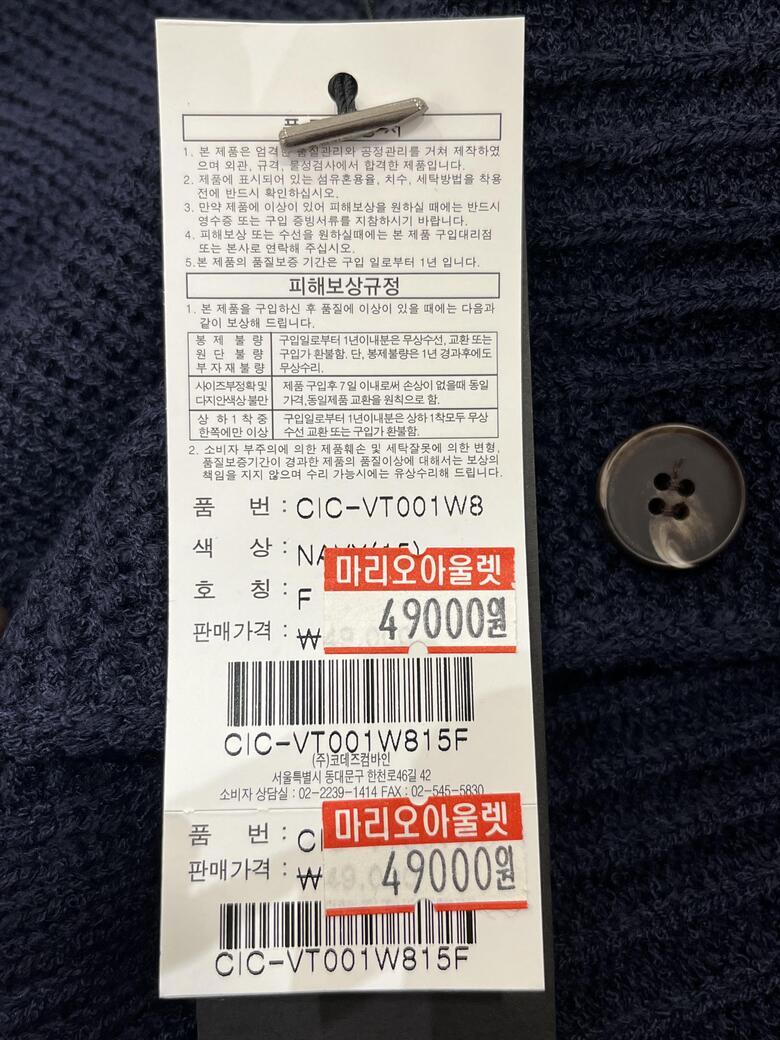 1. 본 제품은 엄격한 품질관리와 공정관리를 거쳐 제작하였
으며 외관, 규격, 물성검사에서 합격한 제품입니다.
2. 제품에 표시되어 있는 섬유혼용율, 치수, 세탁방법을 착용
전에 반드시 확인하십시오.
3. 만약 제품에 이상이 있어 피해보상을 원하실 때에는 반드시
영수증 또는 구입 증빙서류를 지참하시기 바랍니다.
4. 피해보상 또는 수선을 원하실때에는 본 제품 구입대리점
또는 본사로 연락해 주십시오.
5.본 제품의 품질보증 기간은 구입 일로부터 1년 입니다.
피해보상규정
1. 본 제품을 구입하신 후 품질에 이상이 있을 때에는 다음과
같이 보상해 드립니다.
봉 제 불 량
원 단 불 량
부 자 재 불 량
구입일로부터 1년이내분은 무상수선, 교환 또는
구입가 환불함. 단, 봉제불량은 1년 경과후에도
무상수리.
사이즈부정확 및
디자인색상 불만
제품 구입후 7일 이내로써 손상이 없을때 동일
가격,동일제품 교환을 원칙으로 함.
상 하 1 착 중
한쪽에만 이상
구입일로부터 1년이내분은 상하 1착모두 무상
수선 교환 또는 구입가 환불함.
2. 소비자 부주의에 의한 제품훼손 및 세탁잘못에 의한 변형,
품질보증기간이 경과한 제품의 품질이상에 대해서는 보상의
책임을 지지 않으며 수리 가능시에는 유상수리해 드립니다.
품 번 : CIC-VT001W8
색 상 : NAVY(15)
마리오아울렛
호 칭 : F
49000원
판매가격 : ₩
CIC-VT001W815F
(주)코데즈컴바인
서울특별시 동대문구 한천로46길 42
소비자 상담실 : 02-2239-1414 FAX : 02-545-5830
마리오아울렛
품 번 : CI
판매가격 : ₩
49000원
CIC-VT001W815F